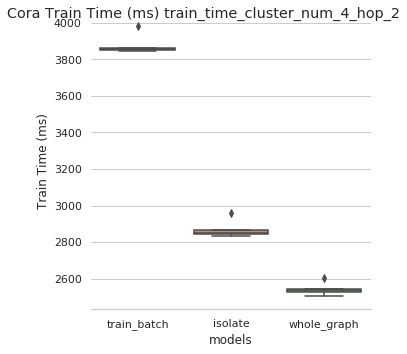 Cora Train Time (ms) train_time_cluster_num_4_hop_2
4000
3800
3600
3400
3200
3000
2800
2600
Train Time (ms)
train_batch isolate whole_graph
models